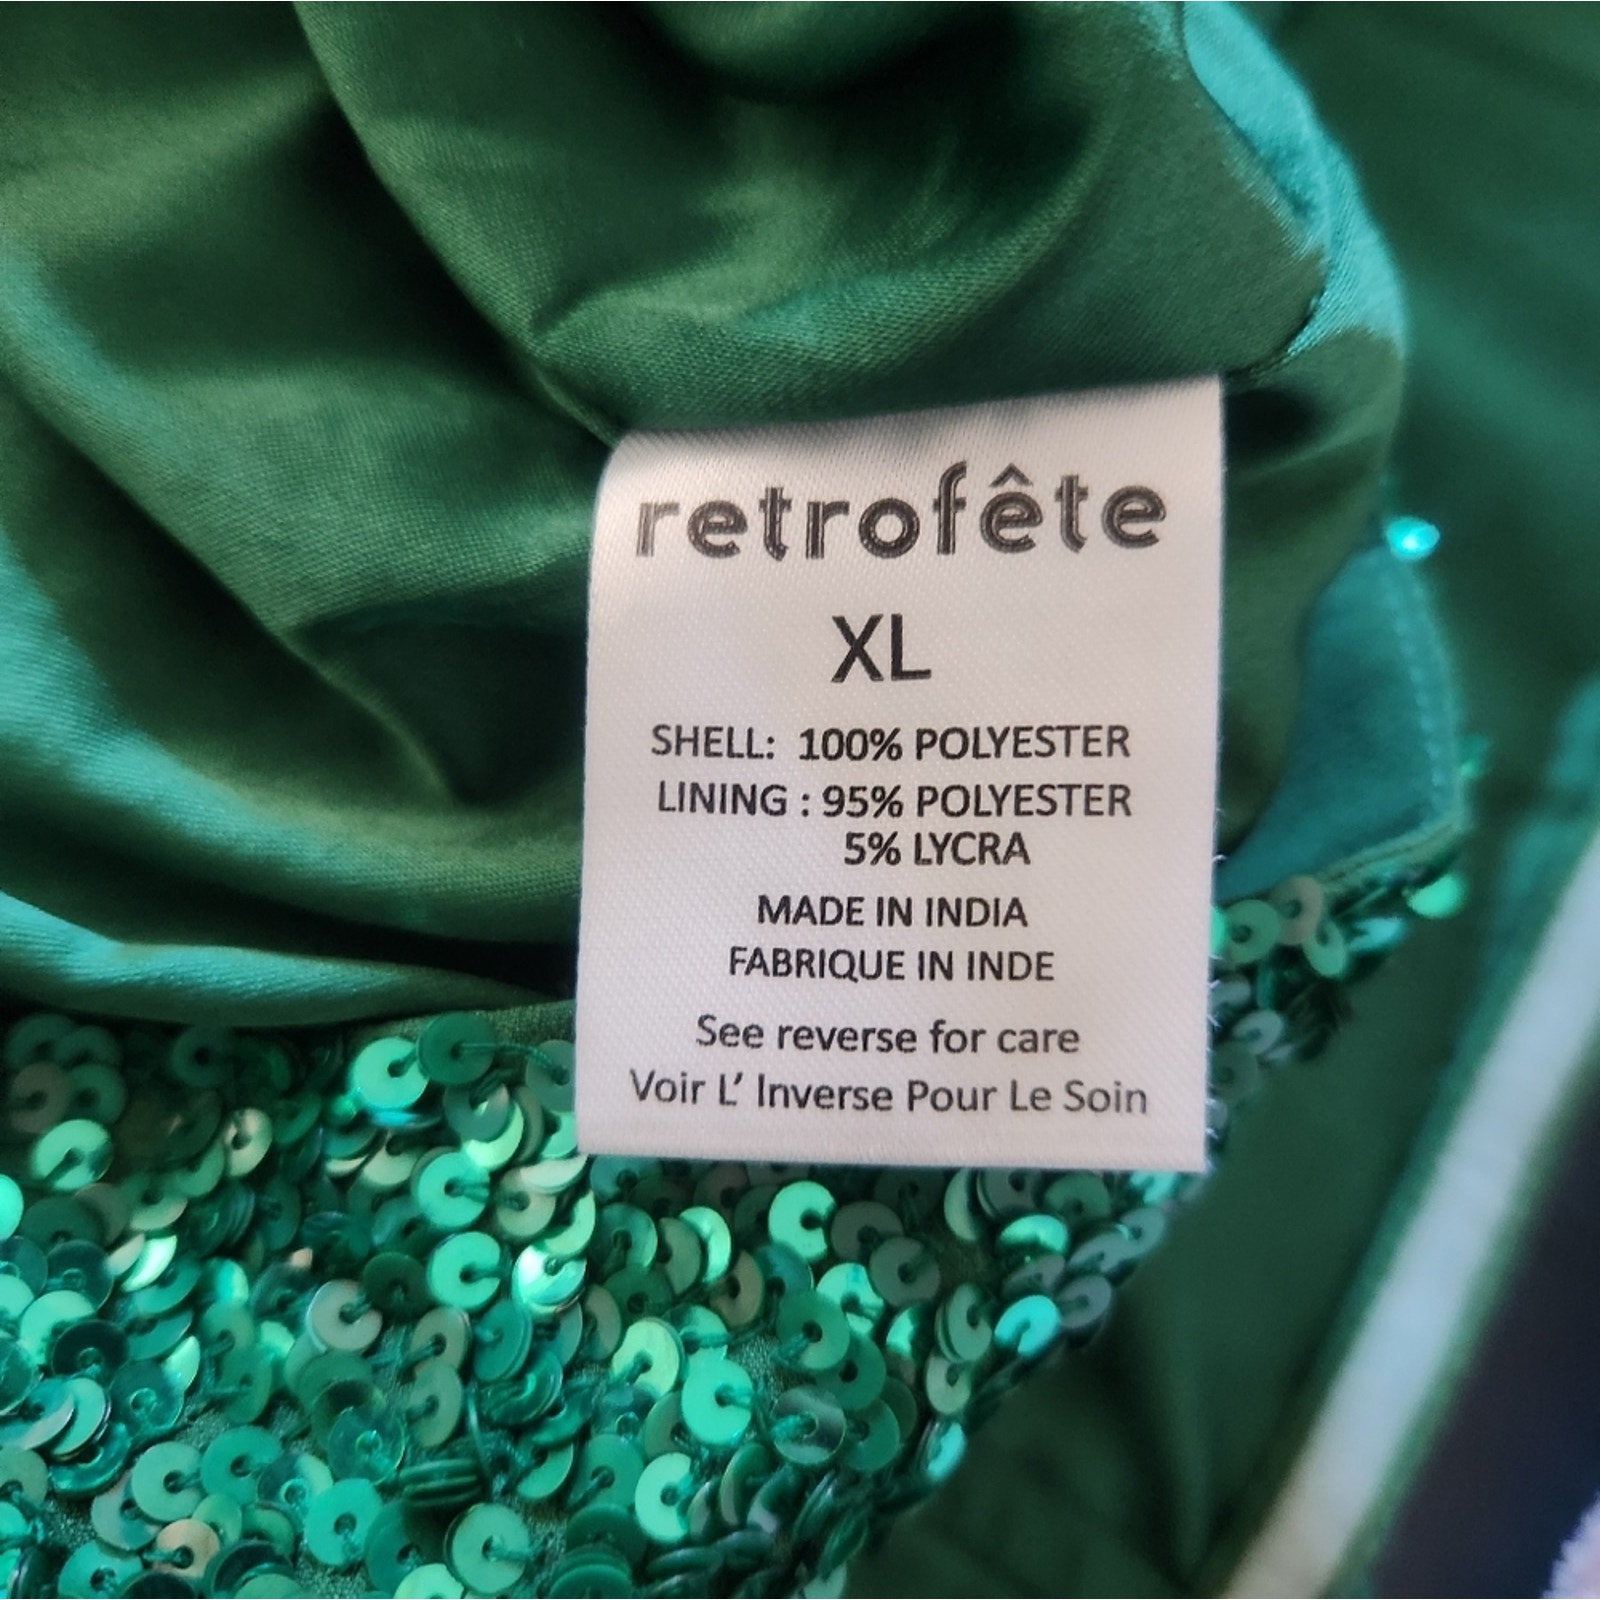 retrofête
XL
SHELL: 100% POLYESTER
LINING : 95% POLYESTER
5% LYCRA
MADE IN INDIA
FABRIQUE IN INDE
See reverse for care
Voir L' Inverse Pour Le Soin